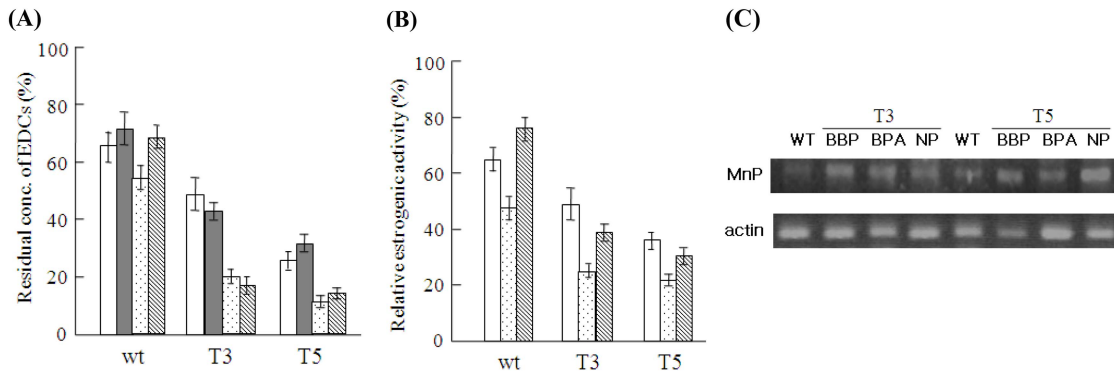 (A)
Residual conc. of EDCs (%)
100
80
60
40
20
0
wt T3 T5
(B)
Relative estrogenic activity (%)
100
80
60
40
20
0
wt T3 T5
(C)
T3 T5
WT BBP BPA NP WT BBP BPA NP
MnP
actin